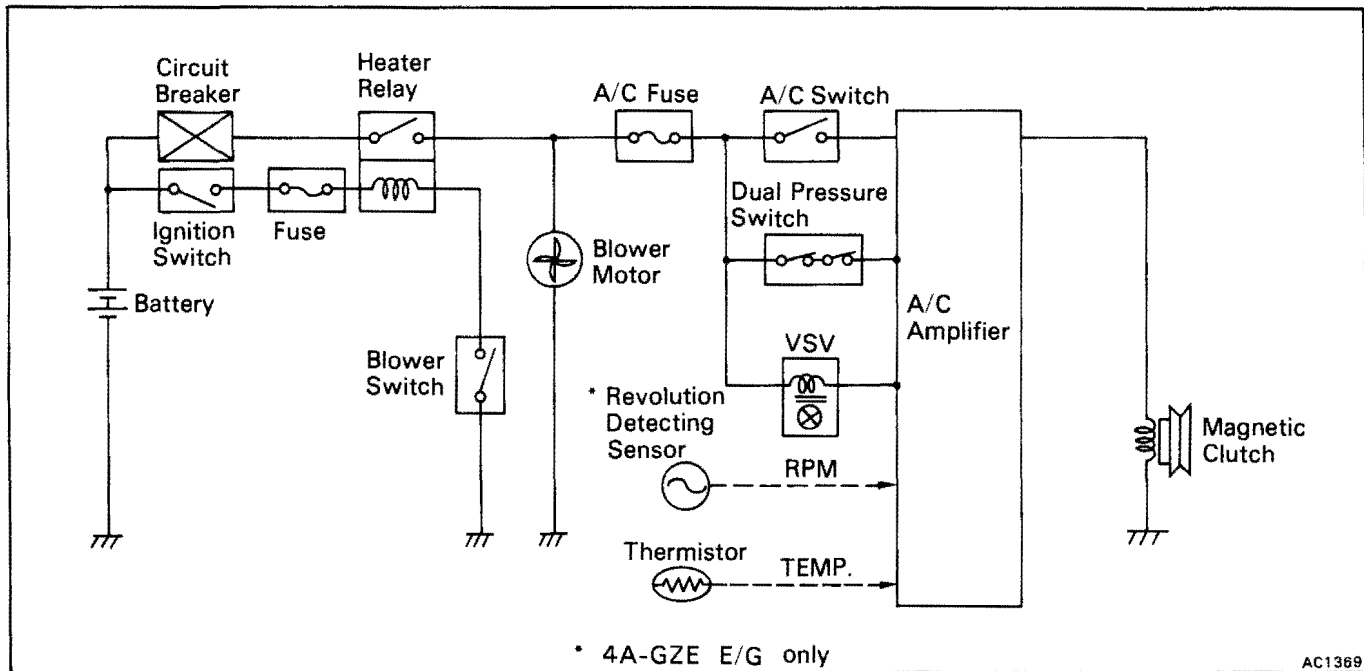 Circuit
Breaker
Heater
Relay
A/C Fuse
A/C Switch
Ignition
Switch
Fuse
Dual Pressure
Switch
Blower
Motor
Battery
A/C
Amplifier
Blower
Switch
VSV
* Revolution
Detecting
Sensor
RPM
Magnetic
Clutch
Thermistor
TEMP.
* 4A-GZE E/G only
AC1369